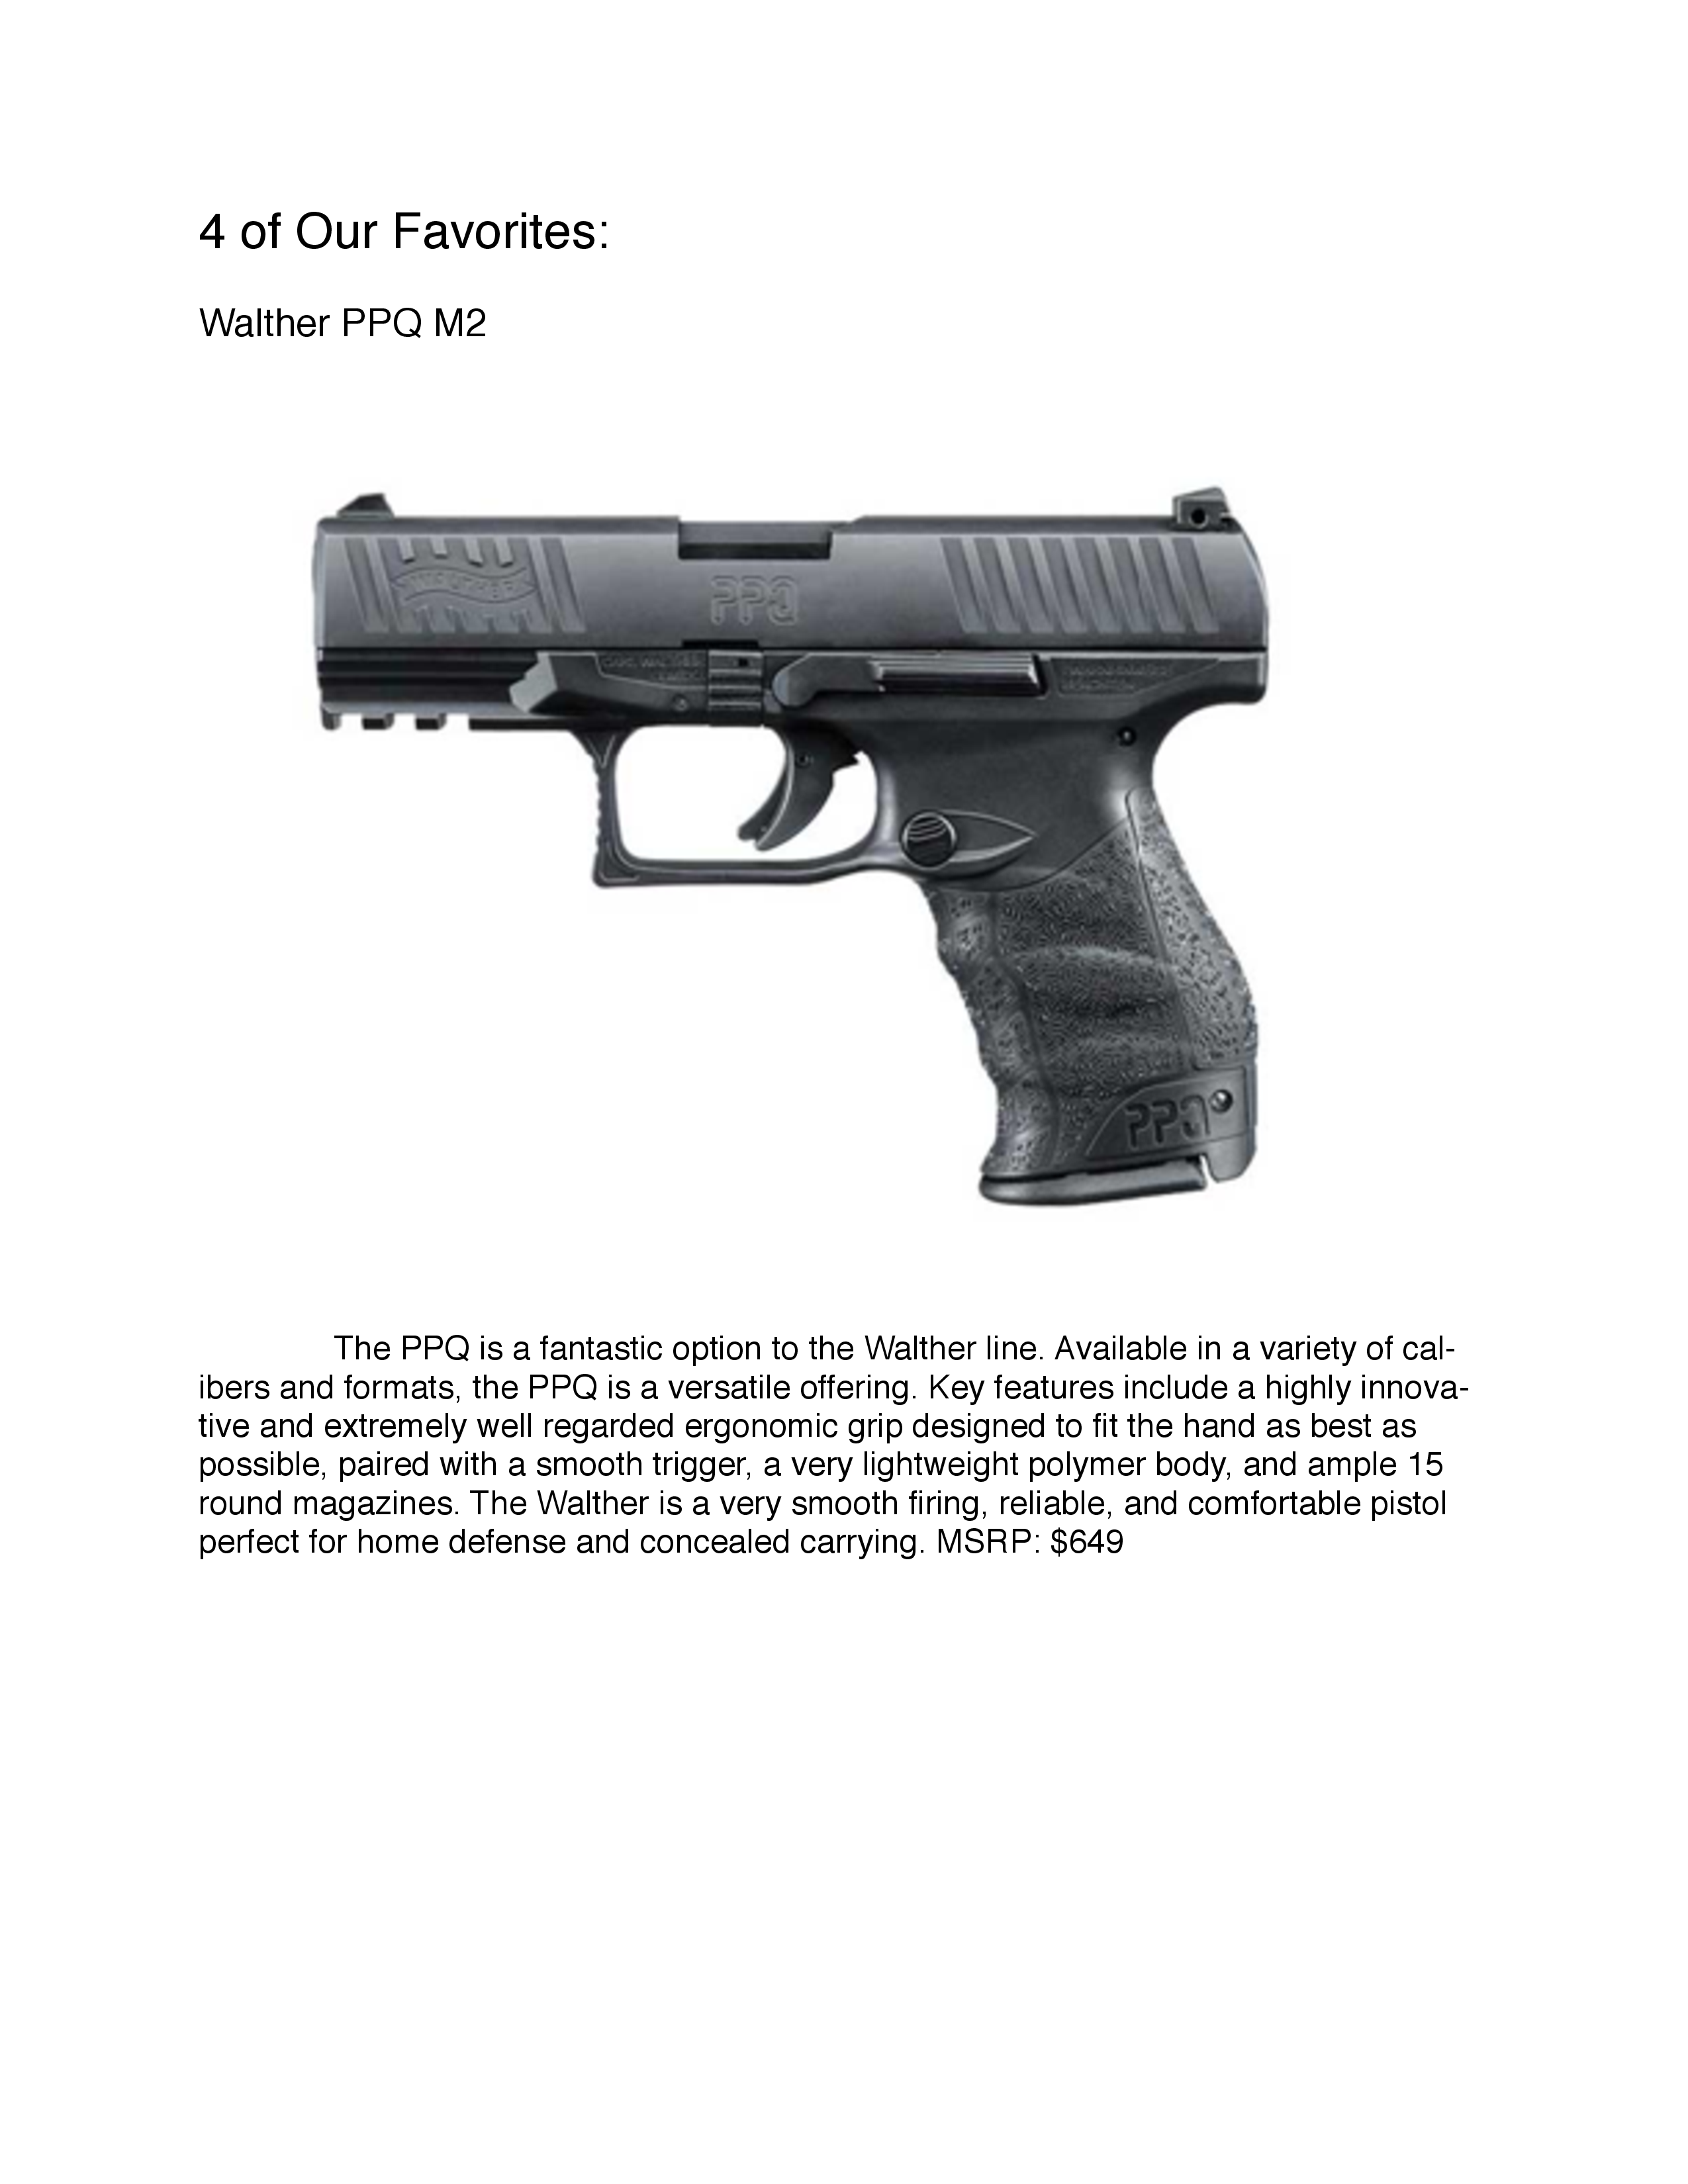 4 of Our Favorites:
Walther PPQ M2
PPQ
PPQ
The PPQ is a fantastic option to the Walther line. Available in a variety of cal-
ibers and formats, the PPQ is a versatile offering. Key features include a highly innova-
tive and extremely well regarded ergonomic grip designed to fit the hand as best as
possible, paired with a smooth trigger, a very lightweight polymer body, and ample 15
round magazines. The Walther is a very smooth firing, reliable, and comfortable pistol
perfect for home defense and concealed carrying. MSRP: $649